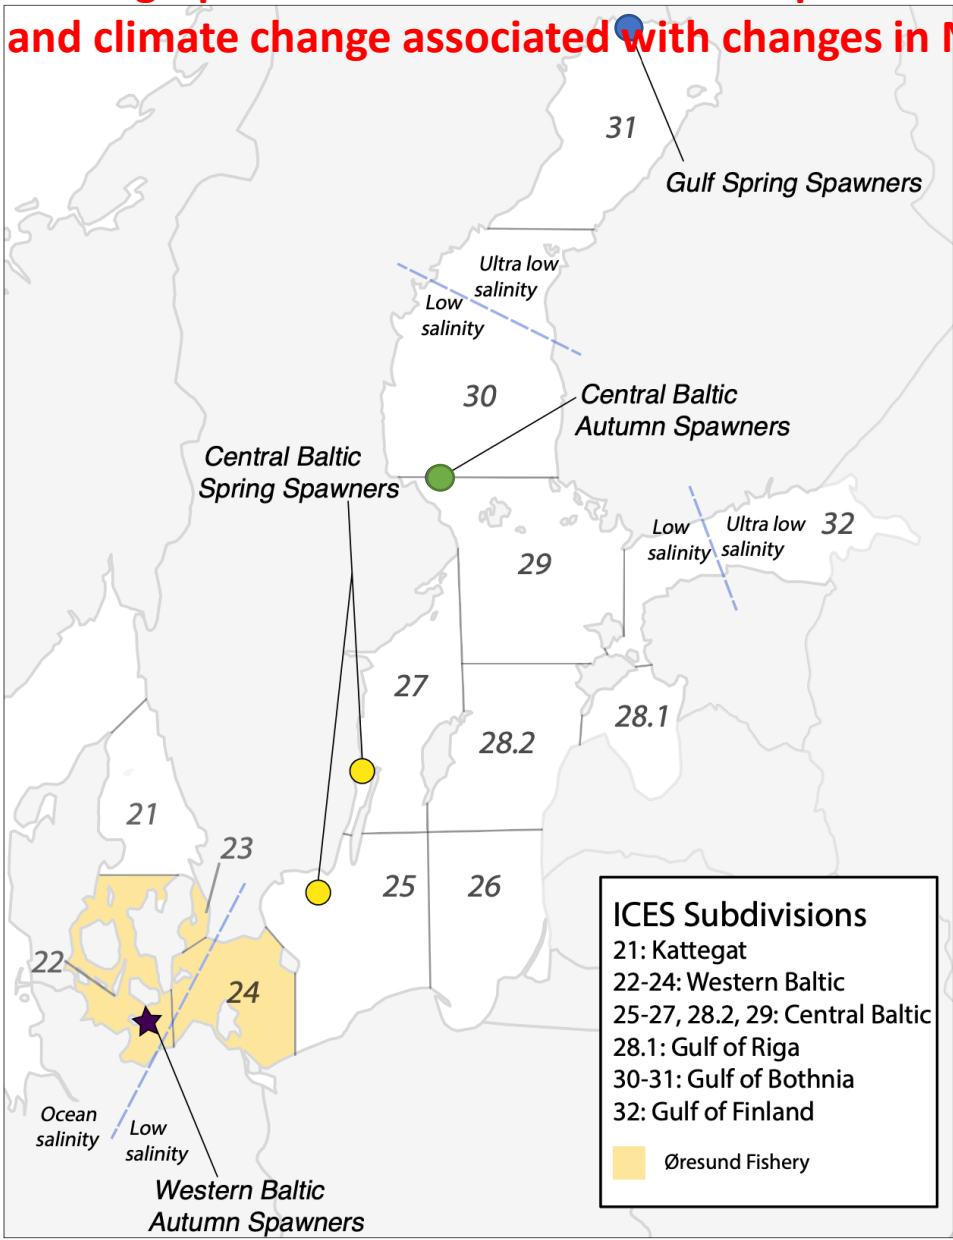 and climate change associated with changes in
31
Gulf Spring Spawners
Ultra low
salinity
Low
salinity
30
Central Baltic
Autumn Spawners
Central Baltic
Spring Spawners
Low
salinity
Ultra low
salinity
32
29
27
28.2
28.1
21
23
25
26
22
24
Ocean
salinity
Low
salinity
Western Baltic
Autumn Spawners
ICES Subdivisions
21: Kattegat
22-24: Western Baltic
25-27, 28.2, 29: Central Baltic
28.1: Gulf of Riga
30-31: Gulf of Bothnia
32: Gulf of Finland
Øresund Fishery